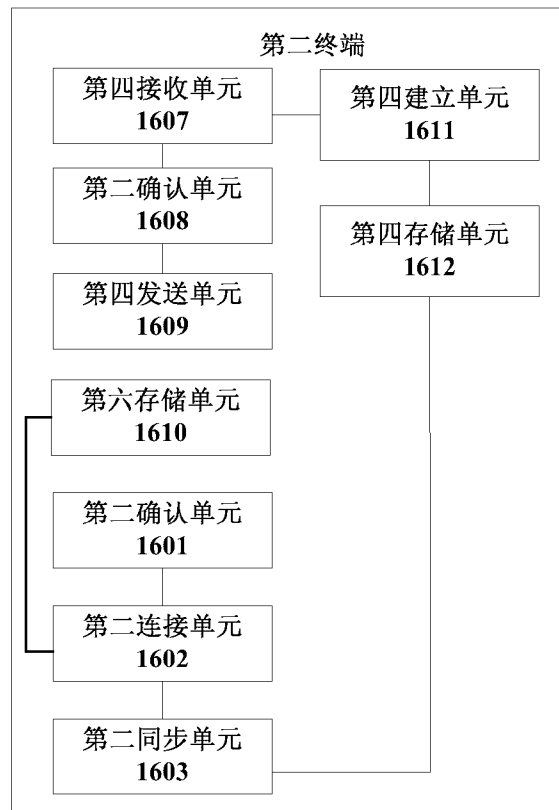 第二终端
第四接收单元
1607
第四建立单元
1611
第二确认单元
1608
第四存储单元
1612
第四发送单元
1609
第六存储单元
1610
第二确认单元
1601
第二连接单元
1602
第二同步单元
1603